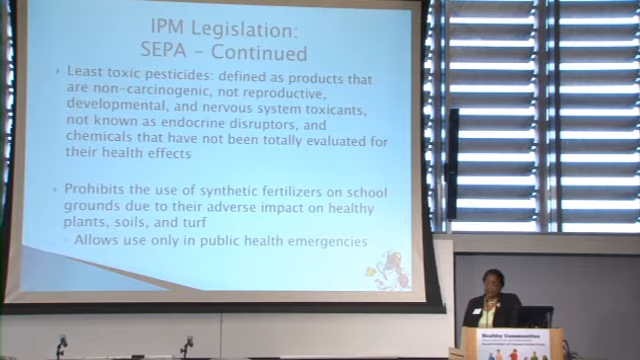 IPM Legislation:
SEPA – Continued
Least toxic pesticides: defined as products that
are non-carcinogenic, not reproductive,
developmental, and nervous system toxicants,
not known as endocrine disruptors, and
chemicals that have not been totally evaluated for
their health effects
Prohibits the use of synthetic fertilizers on school
grounds due to their adverse impact on healthy
plants, soils, and turf
Allows use only in public health emergencies
Healthy Communities